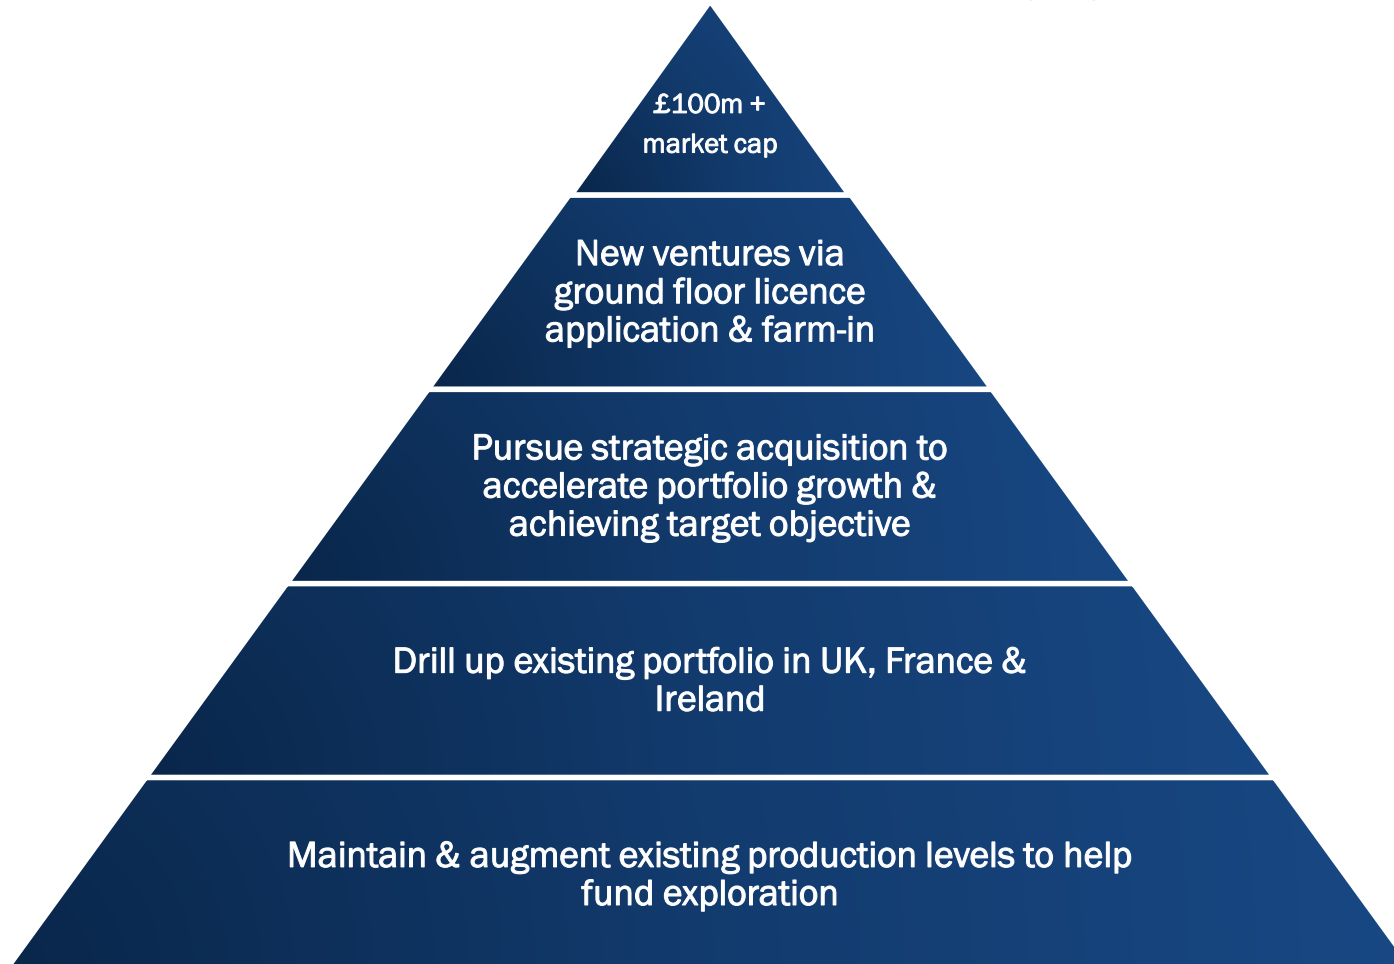 £100m +
market cap
New ventures via
ground floor licence
application & farm-in
Pursue strategic acquisition to
accelerate portfolio growth &
achieving target objective
Drill up existing portfolio in UK, France &
Ireland
Maintain & augment existing production levels to help
fund exploration